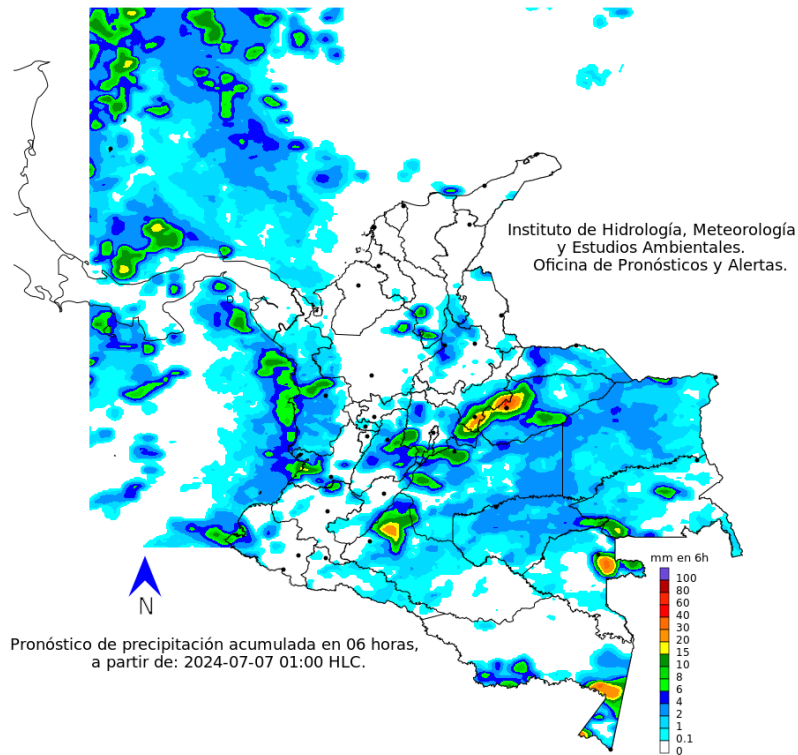 Instituto de Hidrología, Meteorología
y Estudios Ambientales.
Oficina de Pronósticos y Alertas.
mm en 6h
100
80
60
40
30
20
15
10
8
6
4
2
1
0.1
0
N
Pronóstico de precipitación acumulada en 06 horas,
a partir de: 2024-07-07 01:00 HLC.